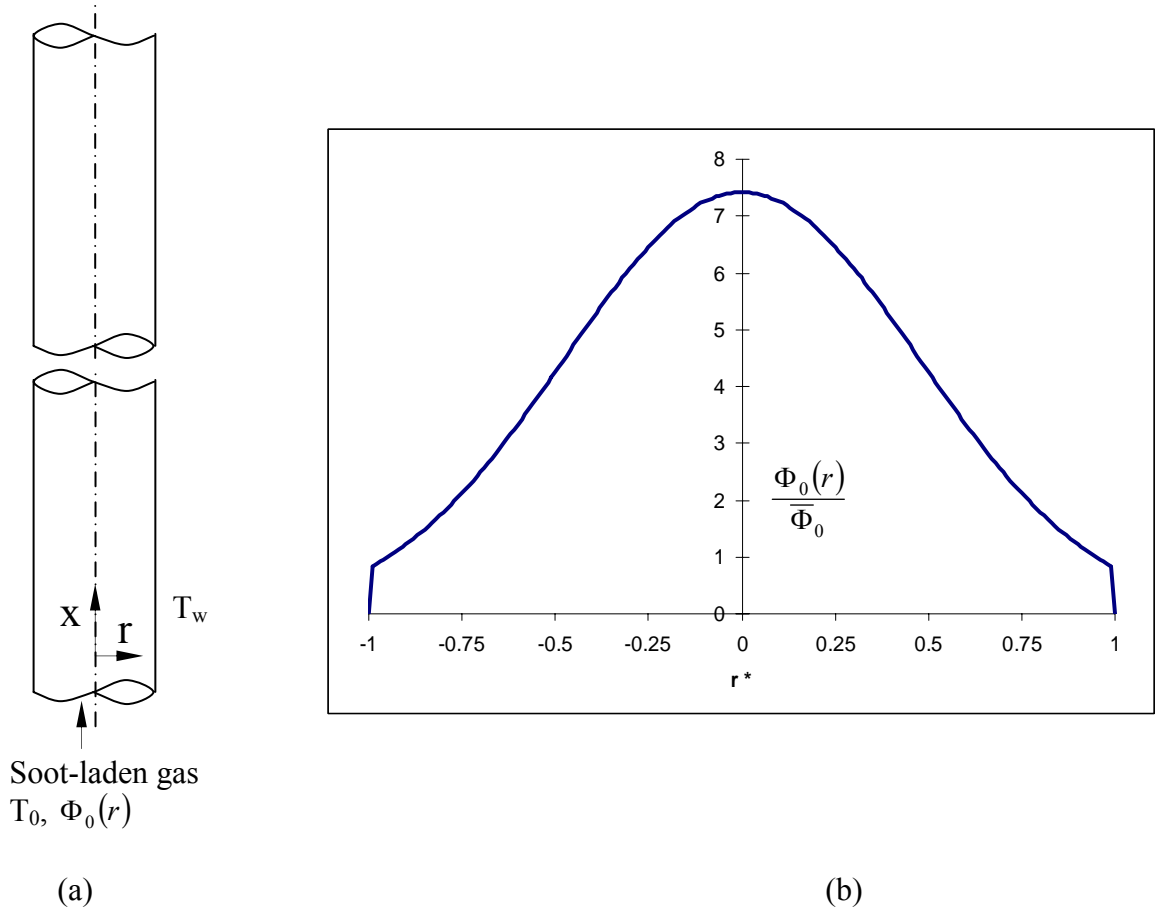 x
r
T_w
Soot-laden gas
T_0, Φ_0(r)
(a)
8
7
6
5
4
3
2
1
0
Φ_0(r)
Φ̅_0
-1 -0.75 -0.5 -0.25 0 0.25 0.5 0.75 1
r *
(b)